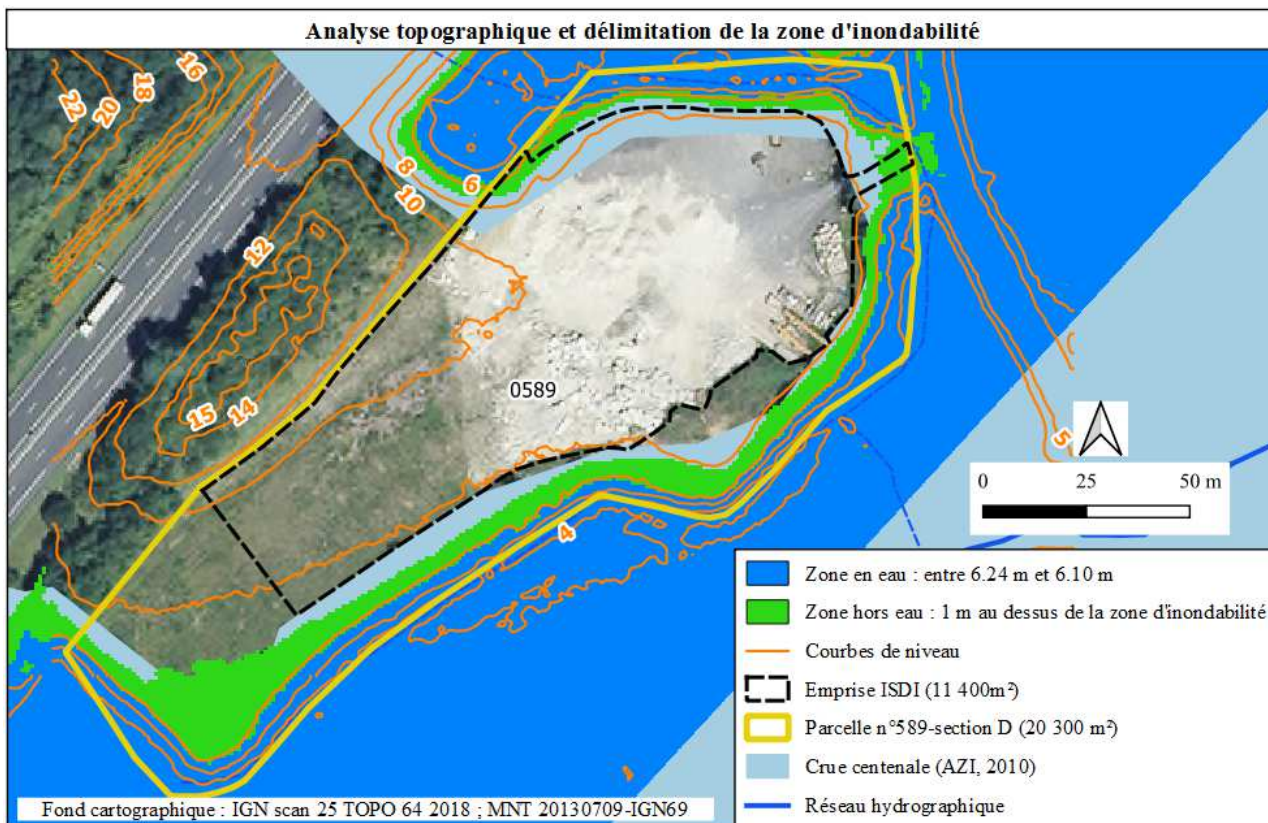 Analyse topographique et délimitation de la zone d'inondabilité
16
18
20
22
8
6
10
12
0589
15
14
5
4
0 25 50 m
Zone en eau : entre 6.24 m et 6.10 m
Zone hors eau : 1 m au dessus de la zone d'inondabilité
Courbes de niveau
Emprise ISDI (11 400m²)
Parcelle n°589-section D (20 300 m²)
Crue centenale (AZI, 2010)
Réseau hydrographique
Fond cartographique : IGN scan 25 TOPO 64 2018 ; MNT 20130709-IGN69